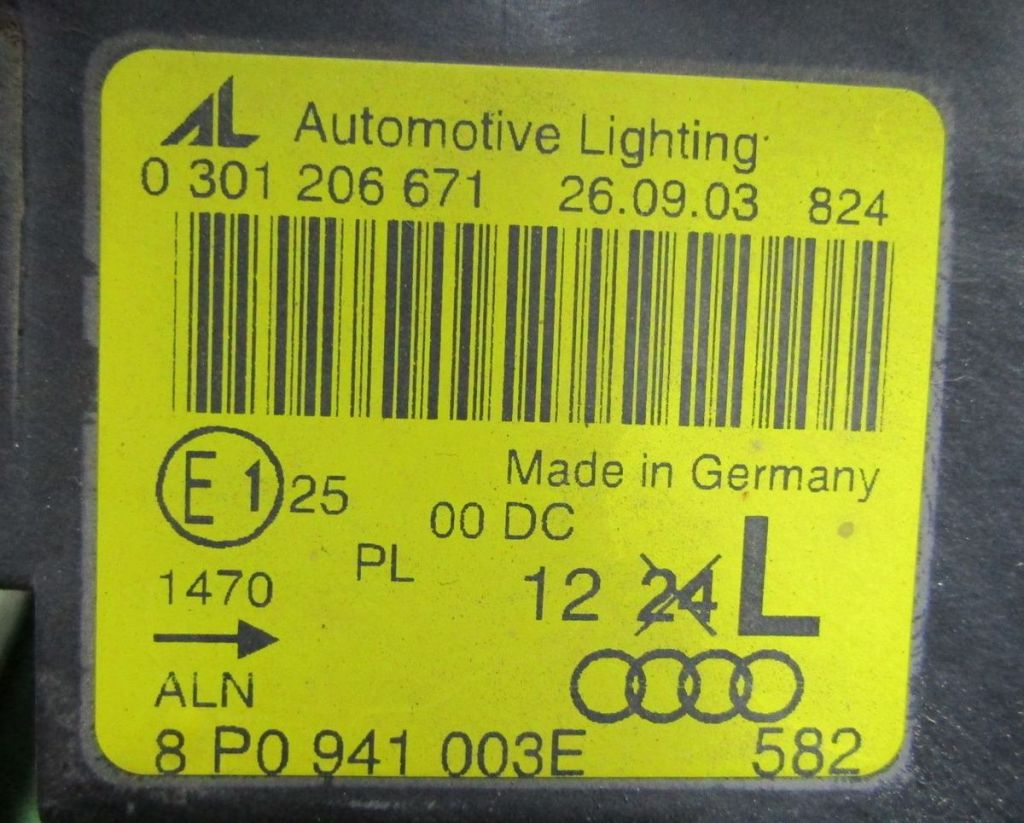 AL Automotive Lighting
0 301 206 671 26.09.03 824
E1 25 Made in Germany
00 DC
PL
1470 12 24 L
ALN
8 P0 941 003E 582